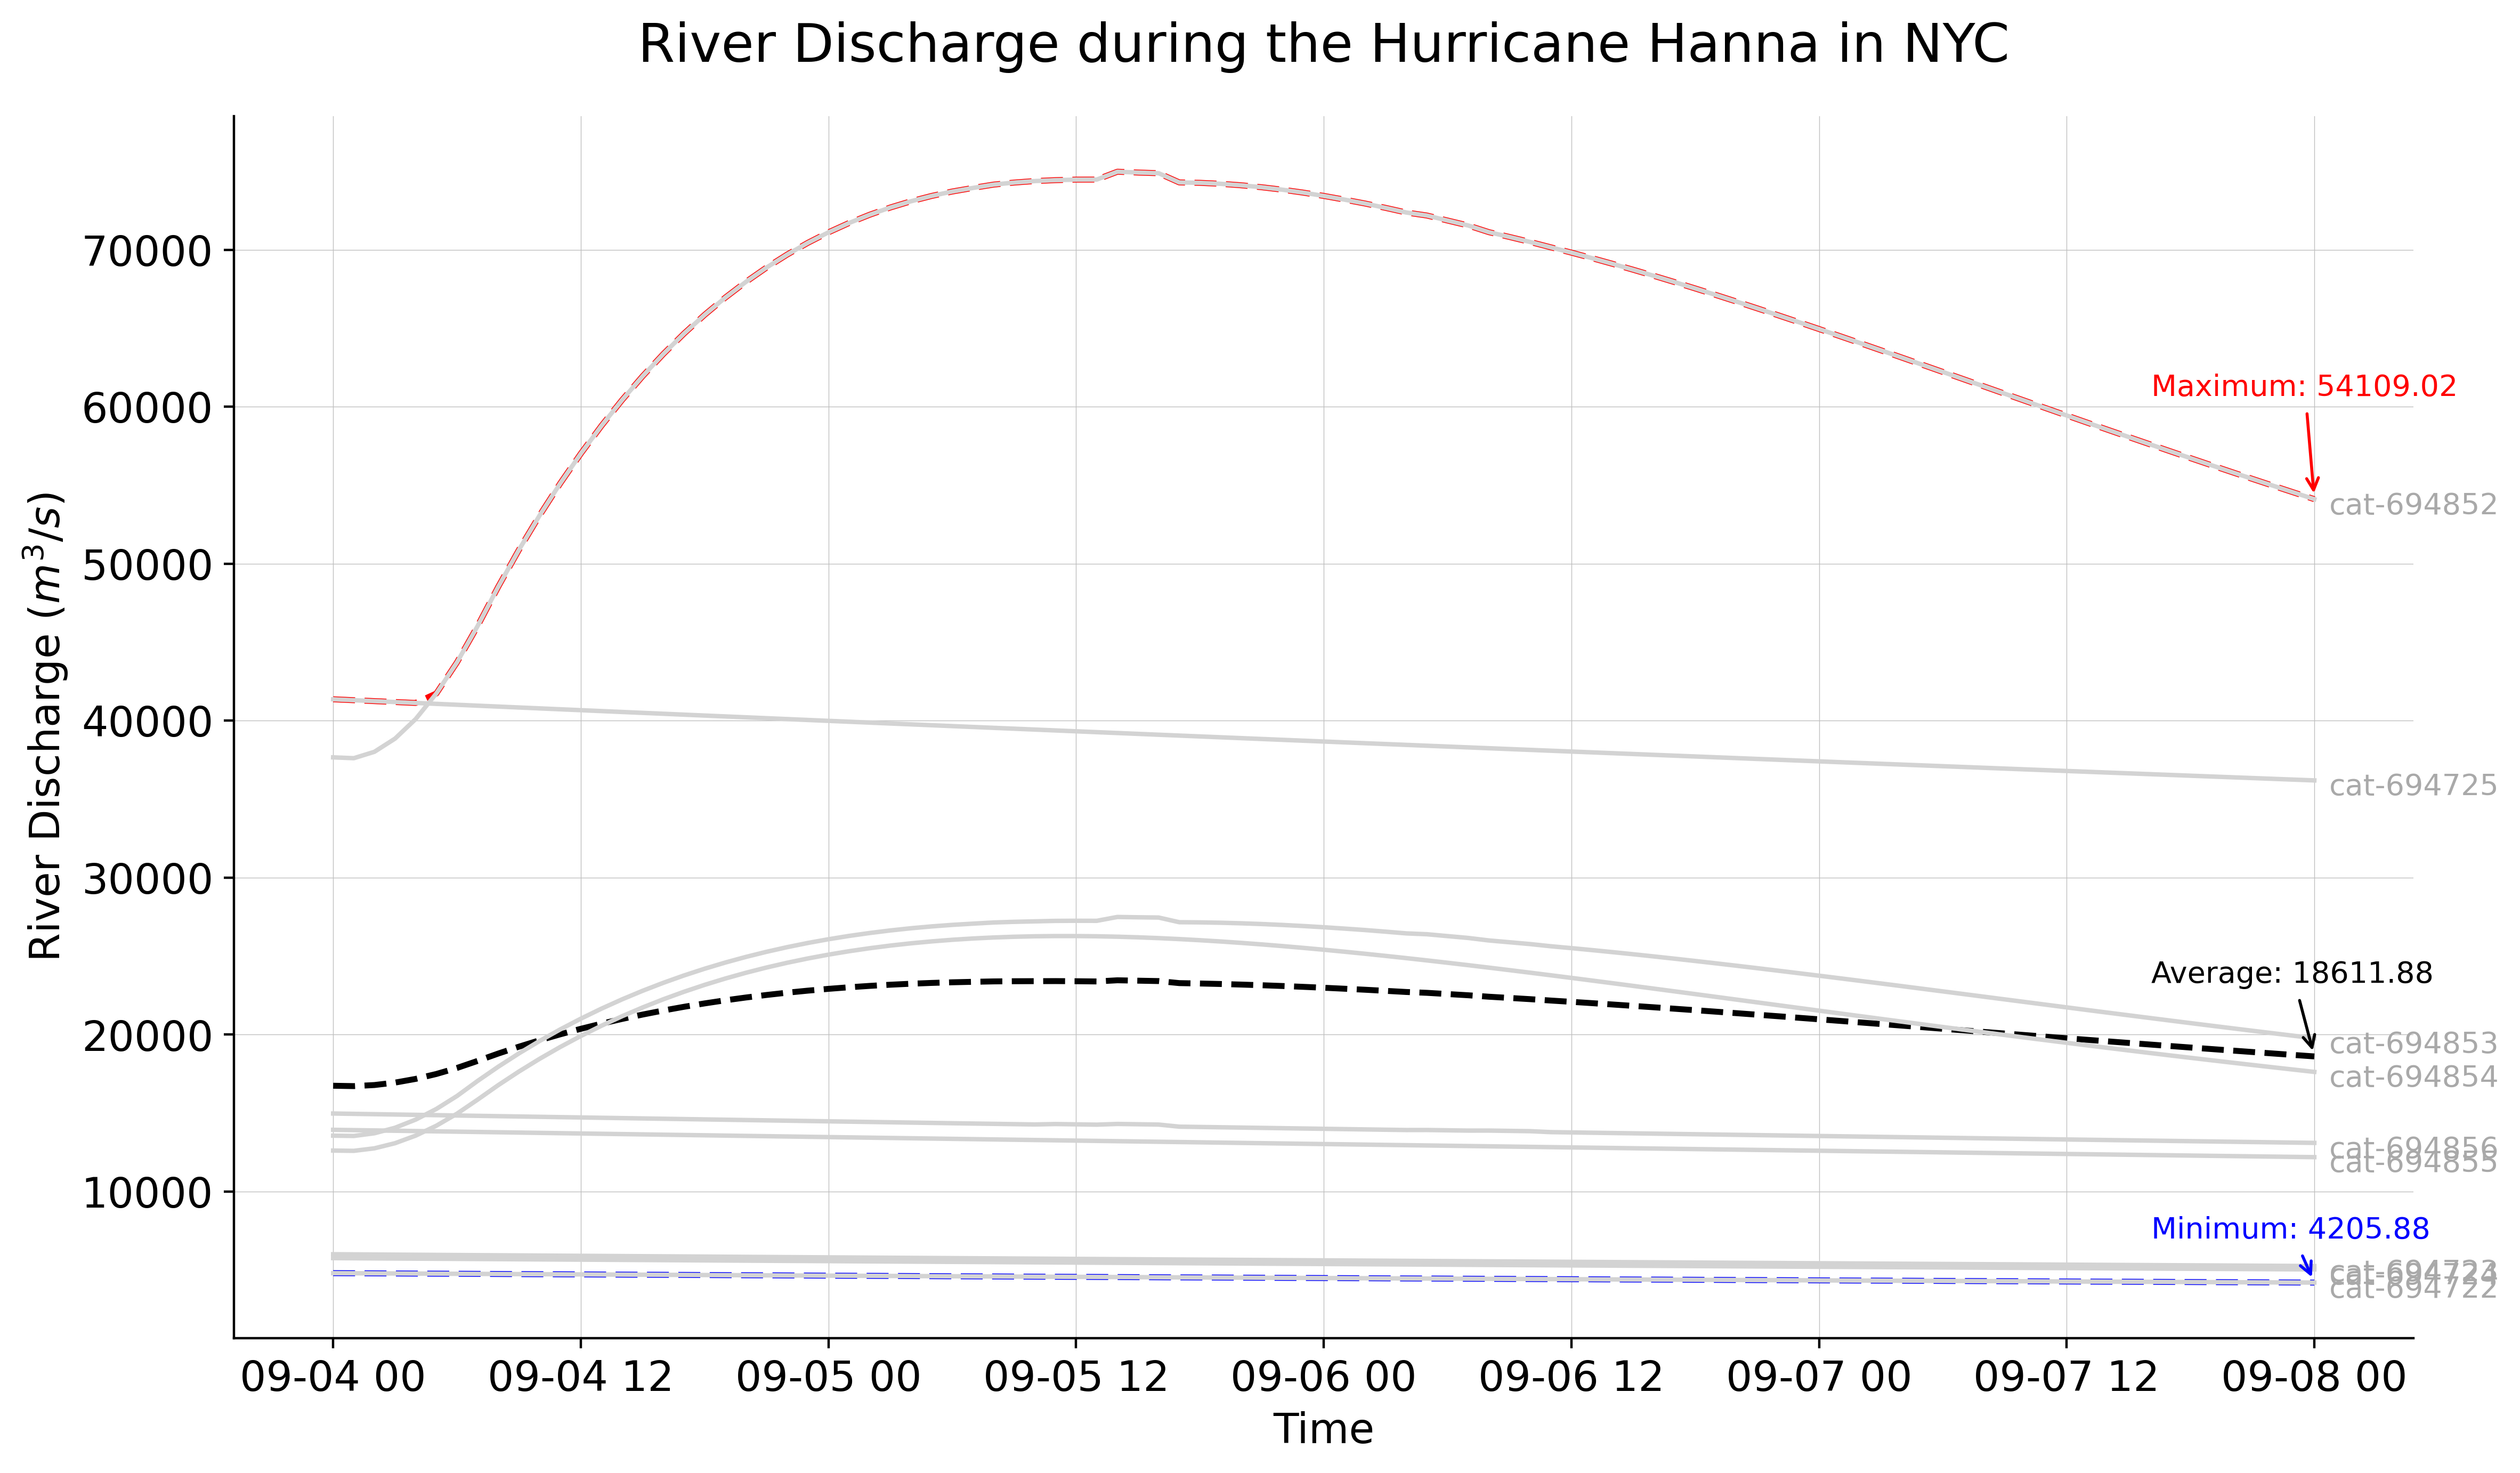 River Discharge during the Hurricane Hanna in NYC
River Discharge (m³/s)
70000
60000
50000
40000
30000
20000
10000
Maximum: 54109.02
cat-694852
cat-694725
Average: 18611.88
cat-694853
cat-694854
cat-694856
cat-694855
Minimum: 4205.88
cat-694722
09-04 00
09-04 12
09-05 00
09-05 12
09-06 00
09-06 12
09-07 00
09-07 12
09-08 00
Time